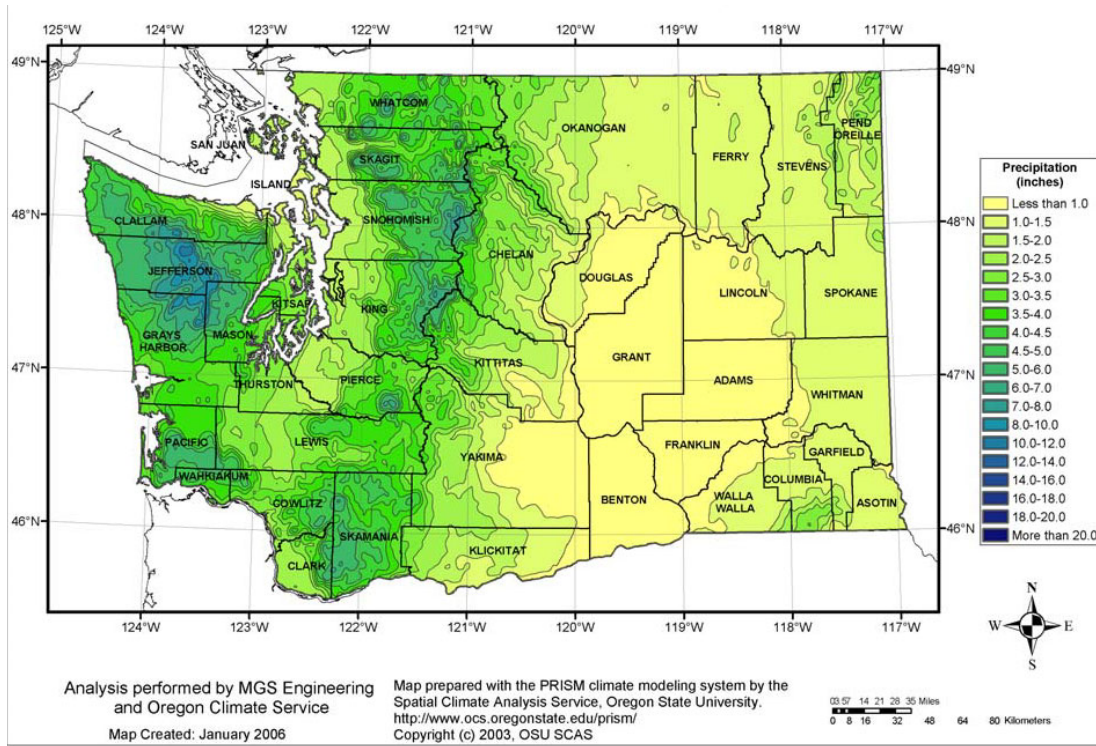 125°W 124°W 123°W 122°W 121°W 120°W 119°W 118°W 117°W
49°N 49°N
WHATCOM
SAN JUAN
SKAGIT
OKANOGAN
FERRY
STEVENS
PEND
OREILLE
ISLAND
CLALLAM
SNOHOMISH
48°N 48°N
CHELAN
JEFFERSON
DOUGLAS
LINCOLN
SPOKANE
KITSAP
KING
GRAYS
HARBOR
MASON
KITTITAS
GRANT
47°N 47°N
THURSTON
PIERCE
ADAMS
WHITMAN
PACIFIC
LEWIS
YAKIMA
FRANKLIN
GARFIELD
WAHKIAKUM
COLUMBIA
BENTON
WALLA
WALLA
ASOTIN
COWLITZ
46°N 46°N
SKAMANIA
KLICKITAT
CLARK
124°W 123°W 122°W 121°W 120°W 119°W 118°W 117°W
Precipitation
(inches)
Less than 1.0
1.0-1.5
1.5-2.0
2.0-2.5
2.5-3.0
3.0-3.5
3.5-4.0
4.0-4.5
4.5-5.0
5.0-6.0
6.0-7.0
7.0-8.0
8.0-10.0
10.0-12.0
12.0-14.0
14.0-16.0
16.0-18.0
18.0-20.0
More than 20.0
N
W E
S
Analysis performed by MGS Engineering
and Oregon Climate Service
Map Created: January 2006
Map prepared with the PRISM climate modeling system by the
Spatial Climate Analysis Service, Oregon State University.
http://www.ocs.oregonstate.edu/prism/
Copyright (c) 2003, OSU SCAS
0 3.5 7 14 21 28 35 Miles
0 8 16 32 48 64 80 Kilometers